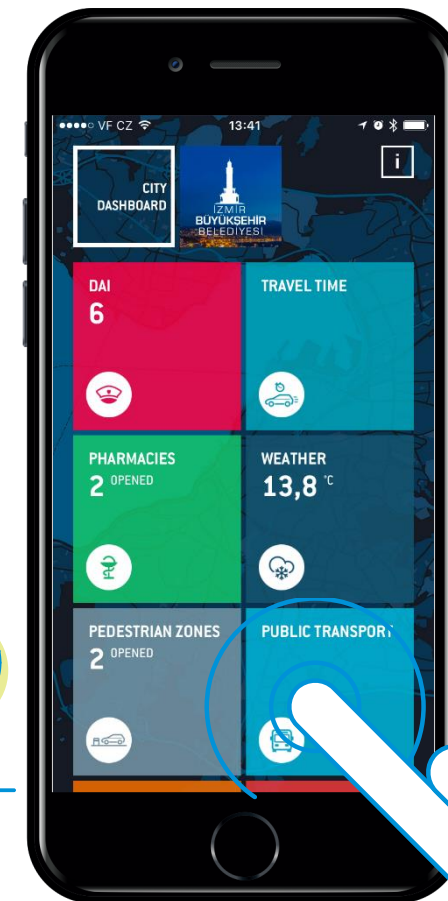 VF CZ
13:41
CITY
DASHBOARD
İZMİR
BÜYÜKŞEHİR
BELEDİYESİ
i
DAI
6
TRAVEL TIME
PHARMACIES
2 OPENED
WEATHER
13,8 °C
PEDESTRIAN ZONES
2 OPENED
PUBLIC TRANSPORT